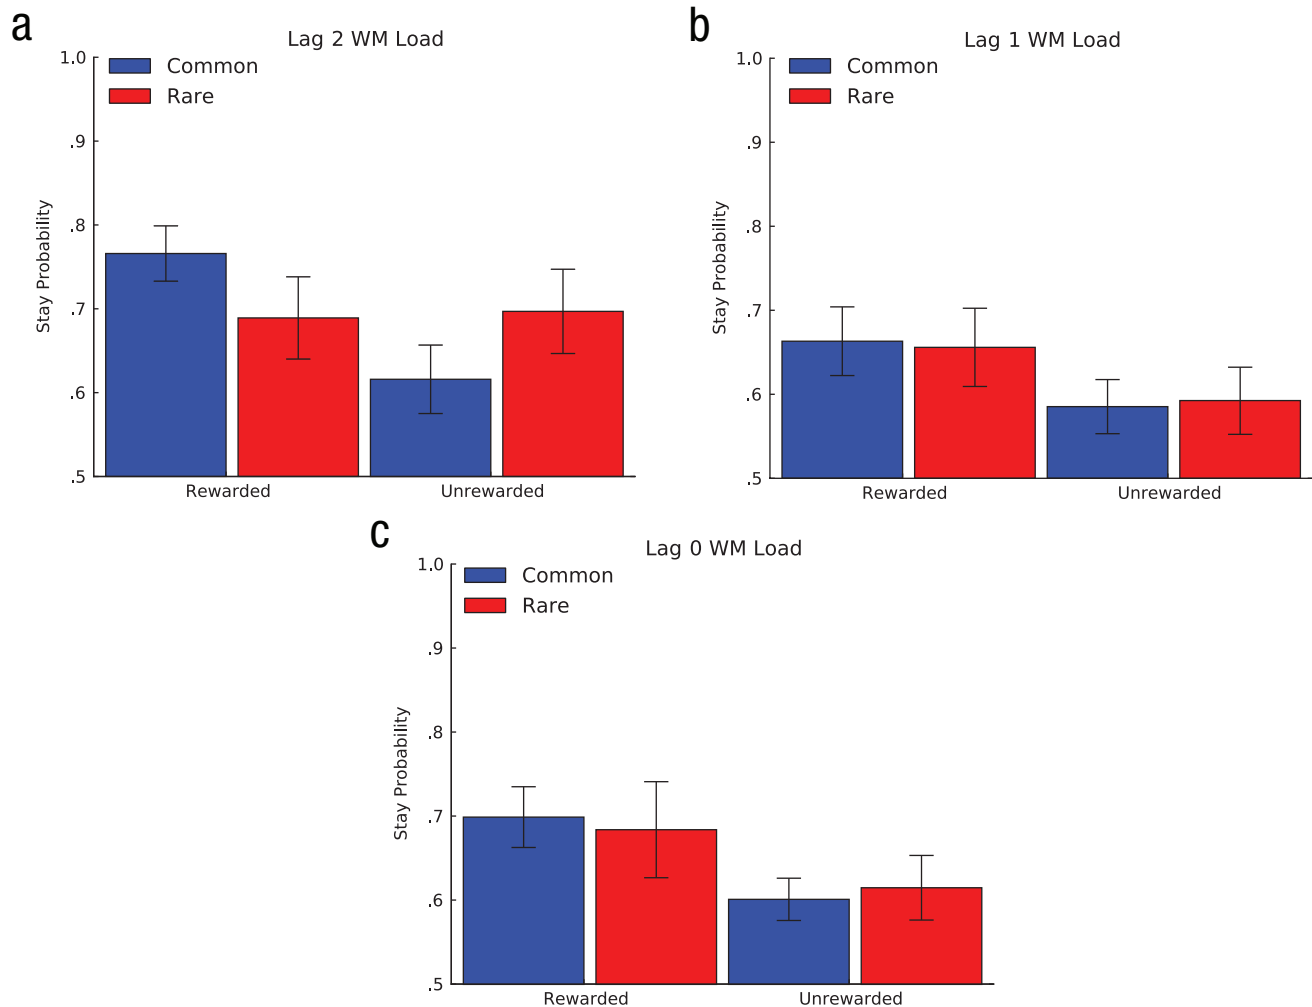 a
Lag 2 WM Load
Common
Rare
Stay Probability
1.0
.9
.8
.7
.6
.5
Rewarded
Unrewarded
b
Lag 1 WM Load
Common
Rare
Stay Probability
1.0
.9
.8
.7
.6
.5
Rewarded
Unrewarded
c
Lag 0 WM Load
Common
Rare
Stay Probability
1.0
.9
.8
.7
.6
.5
Rewarded
Unrewarded